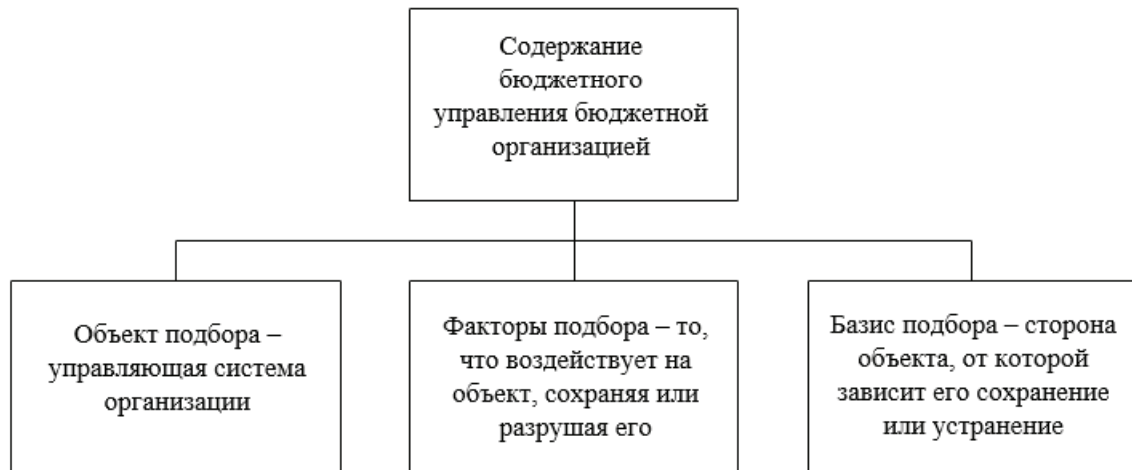 Содержание
бюджетного
управления бюджетной
организацией
Объект подбора –
управляющая система
организации
Факторы подбора – то,
что воздействует на
объект, сохраняя или
разрушая его
Базис подбора – сторона
объекта, от которой
зависит его сохранение
или устранение